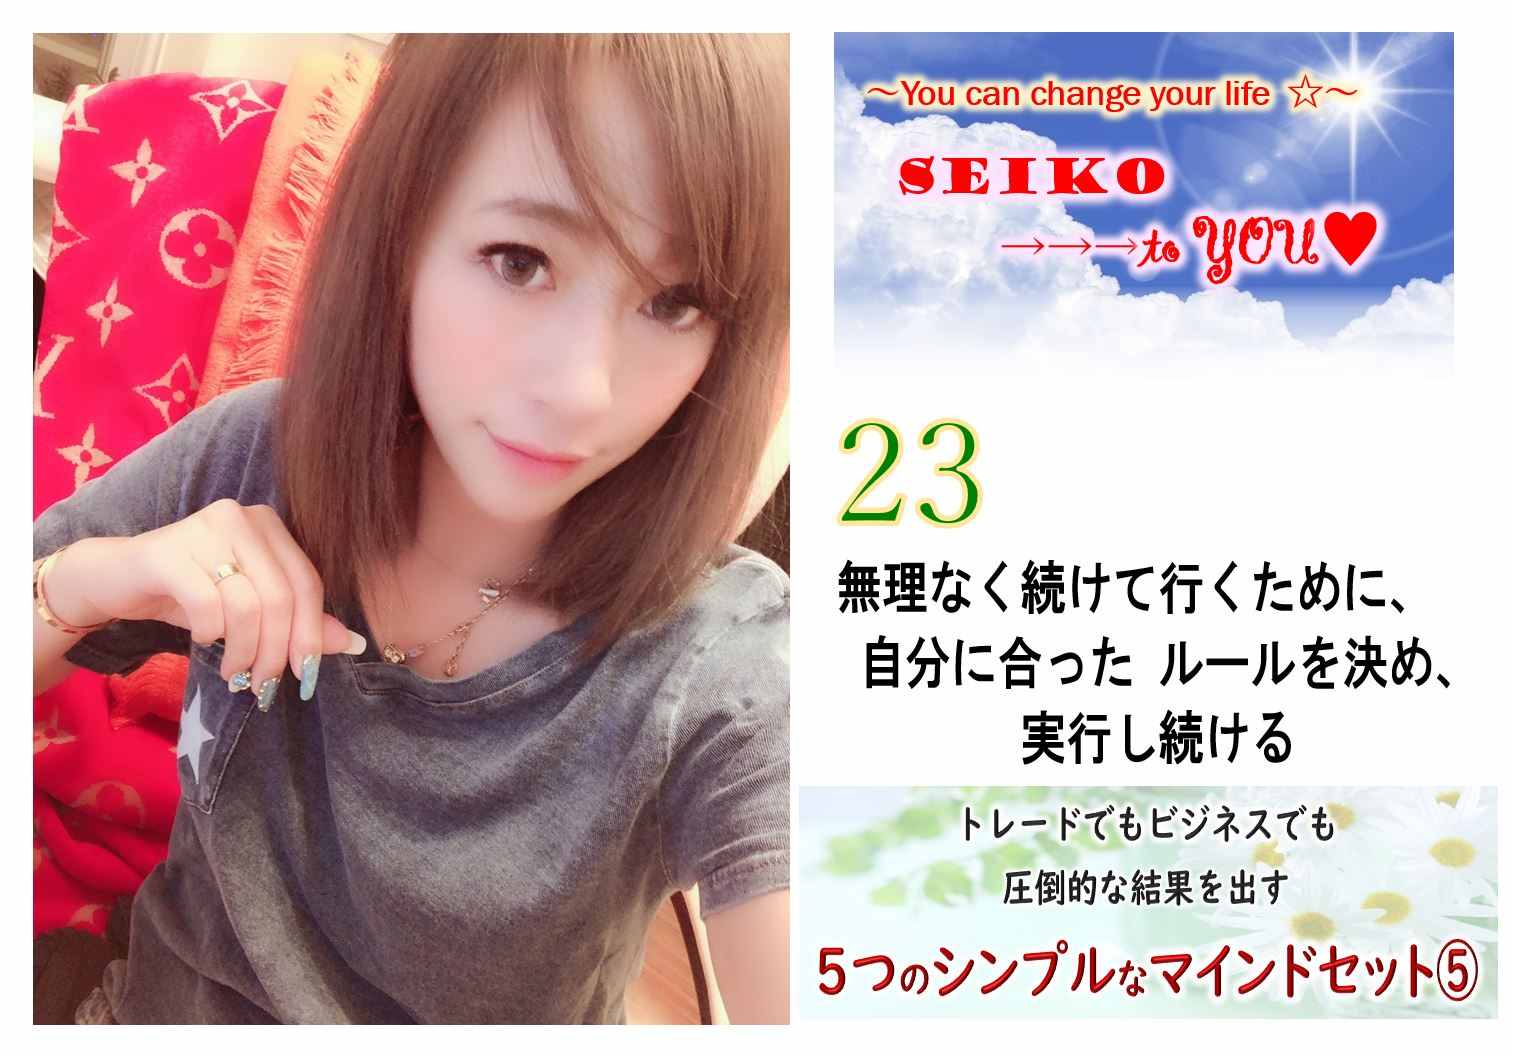 ～You can change your life ☆～
SEIKO
→→→to YOU♥
23
無理なく続けて行くために、
自分に合った ルールを決め、
実行し続ける
トレードでもビジネスでも
圧倒的な結果を出す
５つのシンプルなマインドセット⑤